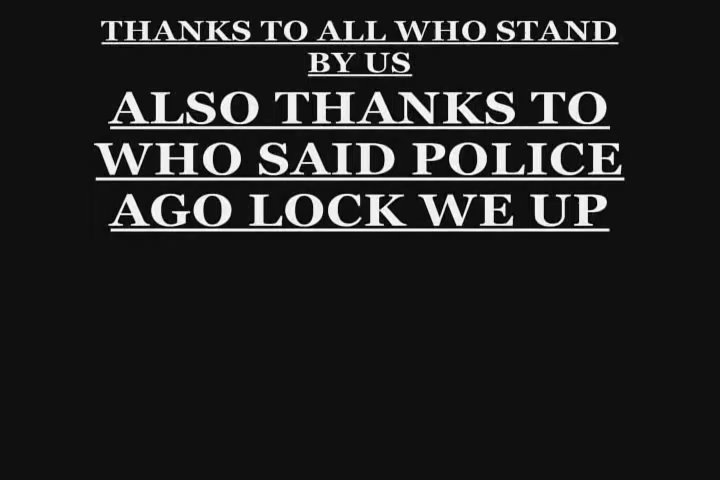 THANKS TO ALL WHO STAND
BY US
ALSO THANKS TO
WHO SAID POLICE
AGO LOCK WE UP